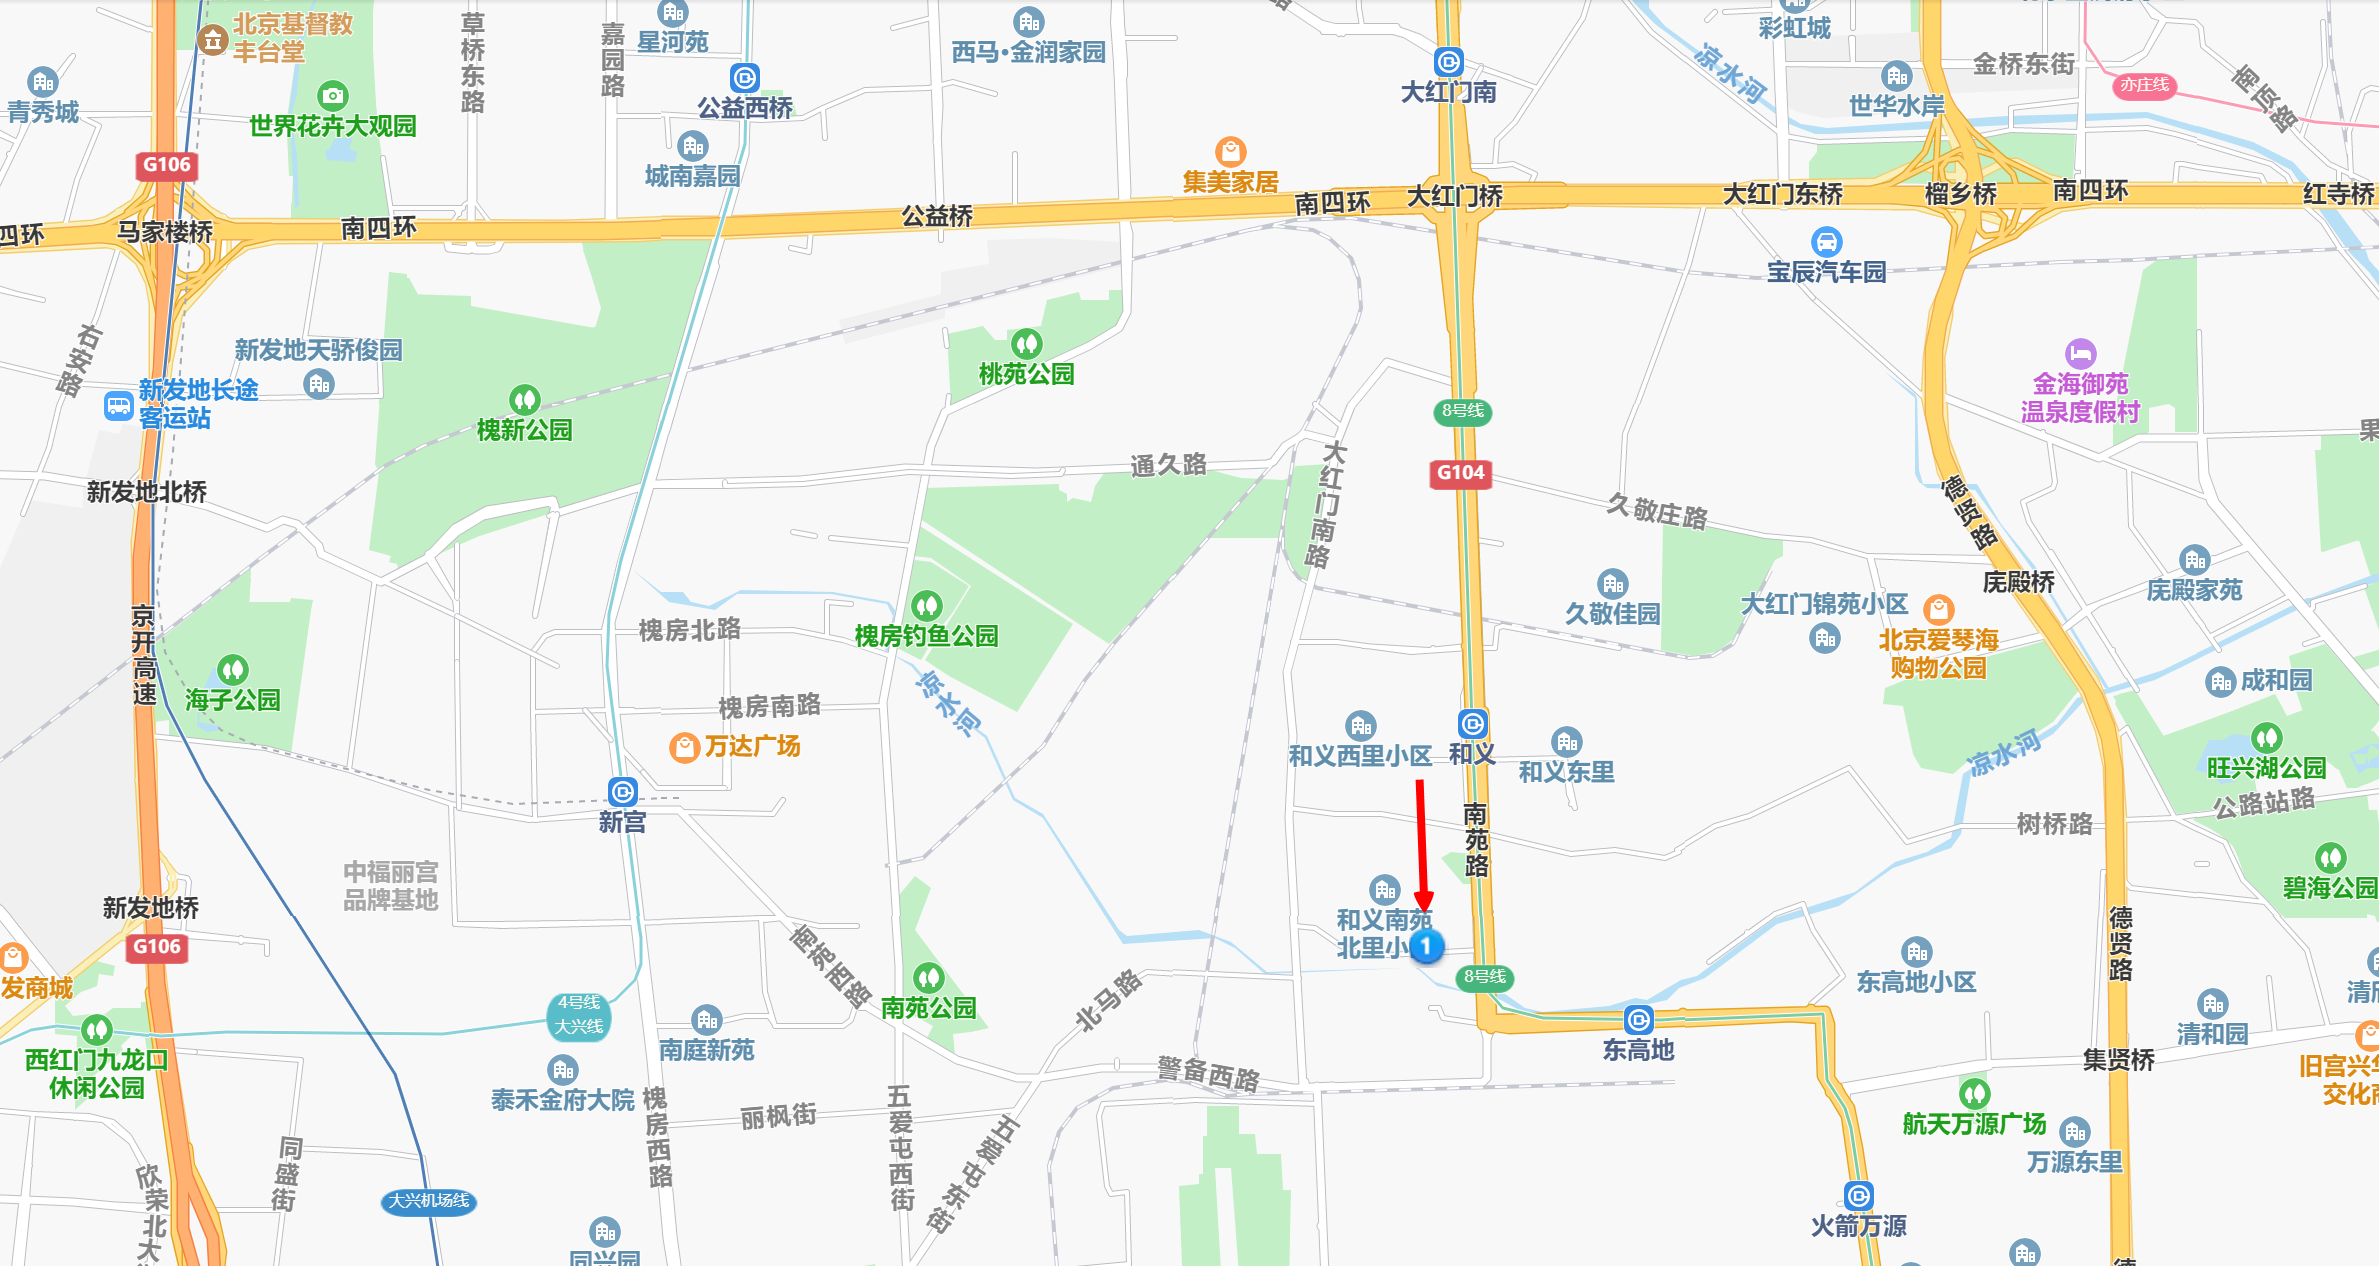 北京基督教
丰台堂
草桥东路
嘉园路
星河苑
西马·金润家园
大红门南
彩虹城
凉水河
金桥东街
世华水岸
亦庄线
南顶路
青秀城
世界花卉大观园
公益西桥
城南嘉园
集美家居
G106
马家楼桥
四环
南四环
公益桥
南四环
大红门桥
大红门东桥
榴乡桥
南四环
红寺桥
宝辰汽车园
右安路
新发地天骄俊园
新发地长途
客运站
槐新公园
桃苑公园
8号线
金海御苑
温泉度假村
果
通久路
大红门南路
G104
久敬庄路
德贤路
新发地北桥
京开高速
海子公园
槐房北路
槐房钓鱼公园
凉水河
槐房南路
万达广场
久敬佳园
大红门锦苑小区
北京爱琴海
购物公园
庑殿桥
庑殿家苑
成和园
旺兴湖公园
公路站路
凉水河
和义西里小区
和义
和义东里
南苑路
树桥路
碧海公园
新宫
中福丽宫
品牌基地
新发地桥
G106
发商城
南苑西路
南苑公园
和义南苑
北里小
1
8号线
北马路
东高地
东高地小区
德贤路
清和园
集贤桥
旧宫兴
交化
4号线
大兴线
南庭新苑
泰禾金府大院
西红门九龙口
休闲公园
槐房西路
丽枫街
五爱屯西街
五爱屯东街
警备西路
航天万源广场
万源东里
火箭万源
同盛街
欣荣北大
大兴机场线
同兴园
德